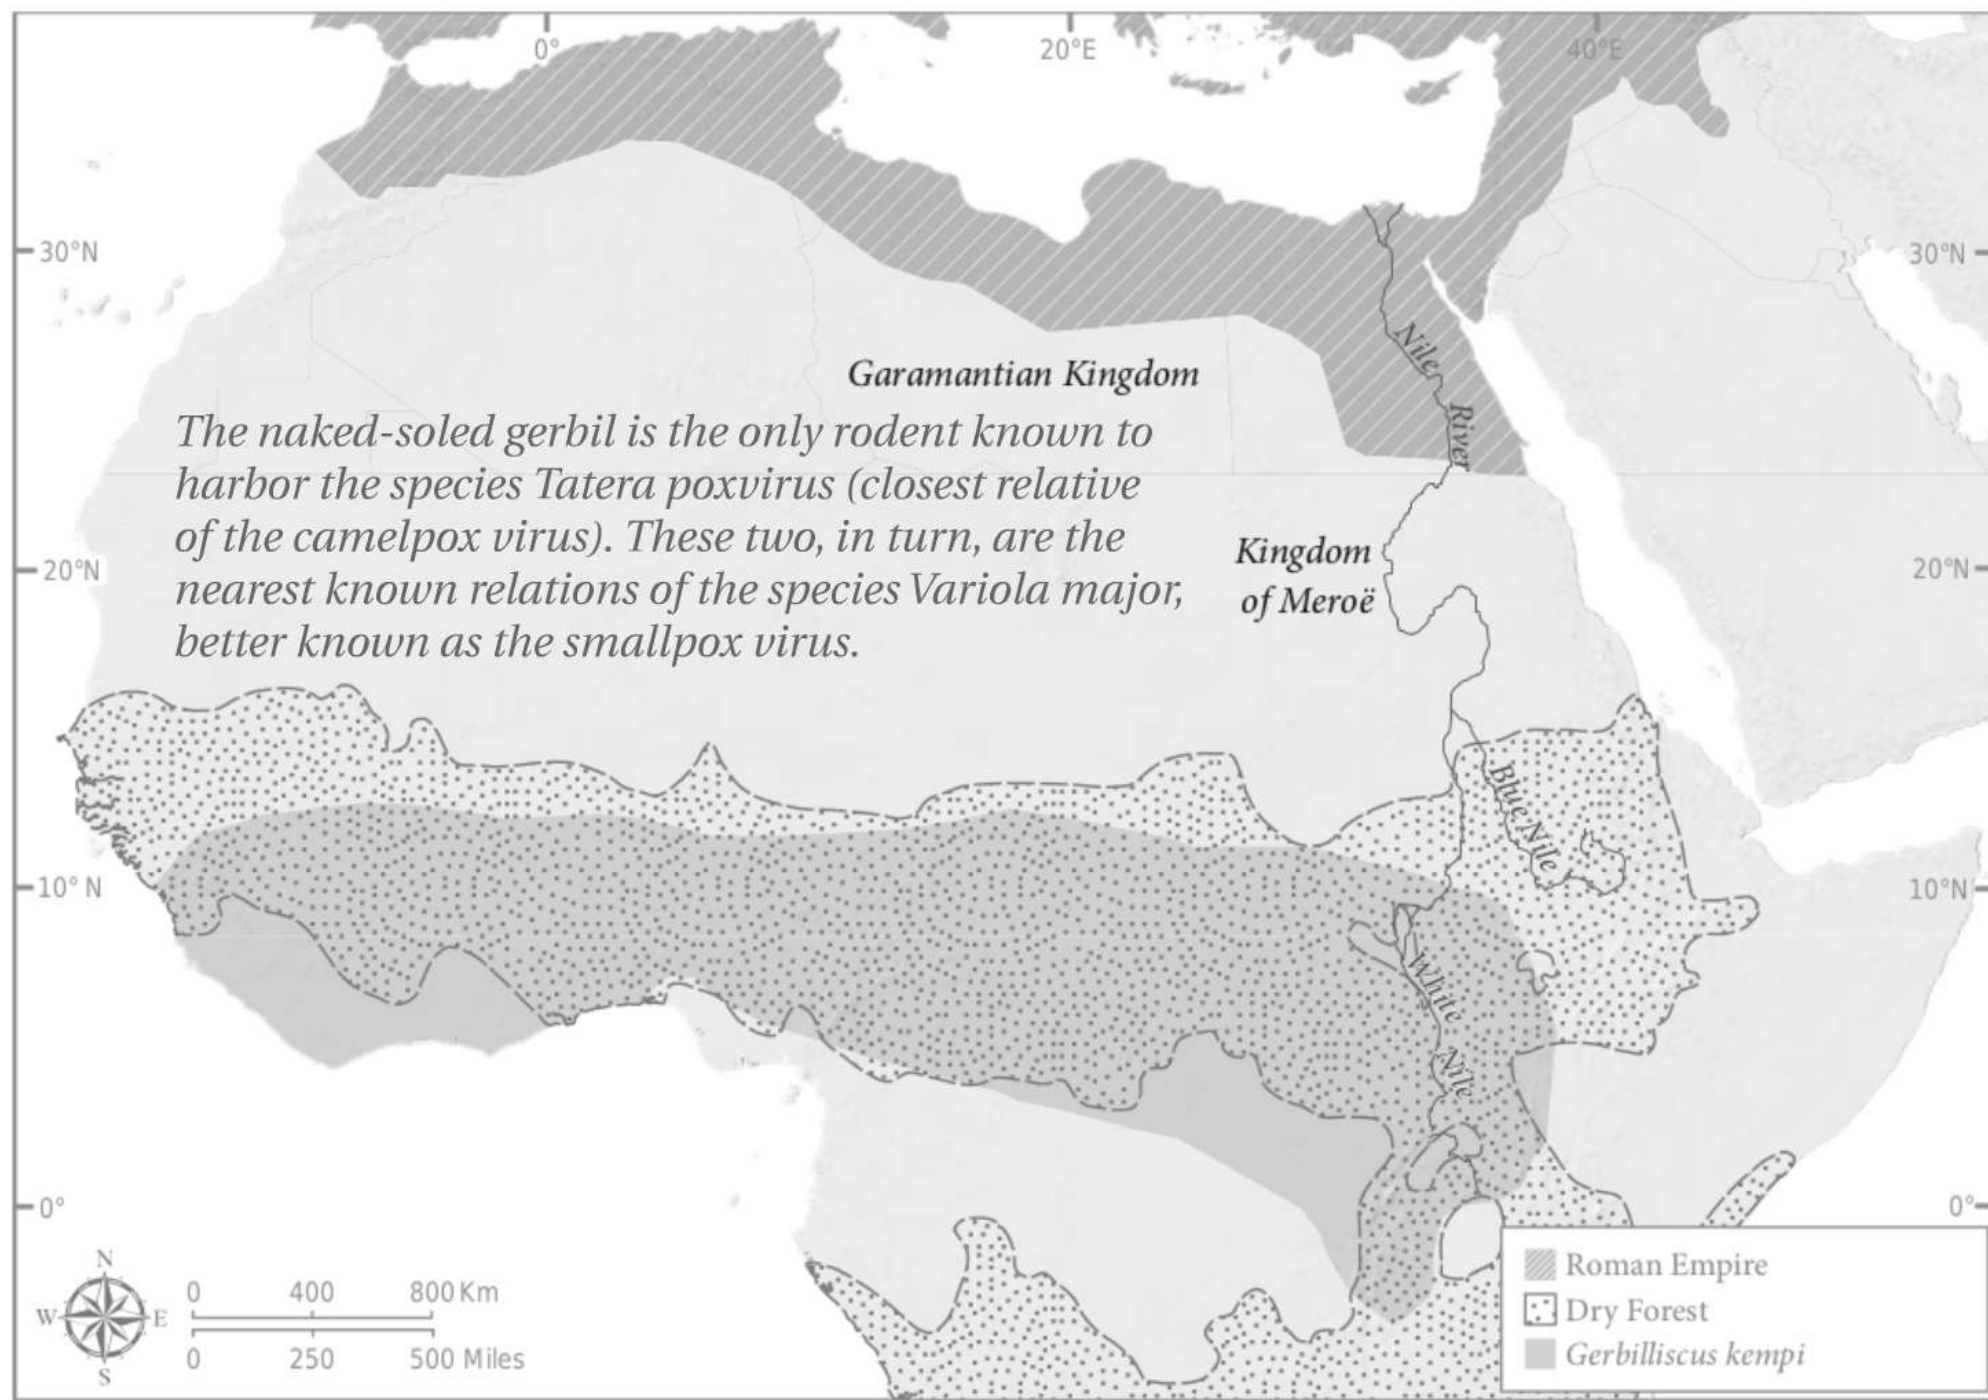 0°
20°E
40°E
30°N
30°N
Nile
River
Garamantian Kingdom
The naked-soled gerbil is the only rodent known to
harbor the species Tatera poxvirus (closest relative
of the camelpox virus). These two, in turn, are the
nearest known relations of the species Variola major,
better known as the smallpox virus.
Kingdom
of Meroë
20°N
20°N
Blue Nile
10° N
10°N
White
Nile
0°
0°
N
W
E
S
0 400 800 Km
0 250 500 Miles
Roman Empire
Dry Forest
Gerbilliscus kempi